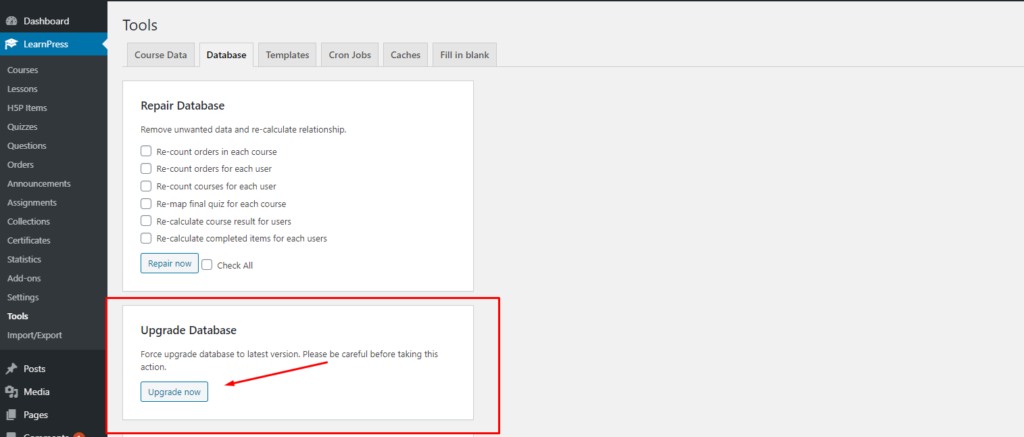 Dashboard
LearnPress
Courses
Lessons
H5P Items
Quizzes
Questions
Orders
Announcements
Assignments
Collections
Certificates
Statistics
Add-ons
Settings
Tools
Import/Export
Posts
Media
Pages
Comments
Tools
Course Data
Database
Templates
Cron Jobs
Caches
Fill in blank
Repair Database
Remove unwanted data and re-calculate relationship.
Re-count orders in each course
Re-count orders for each user
Re-count courses for each user
Re-map final quiz for each course
Re-calculate course result for users
Re-calculate completed items for each users
Repair now
Check All
Upgrade Database
Force upgrade database to latest version. Please be careful before taking this
action.
Upgrade now